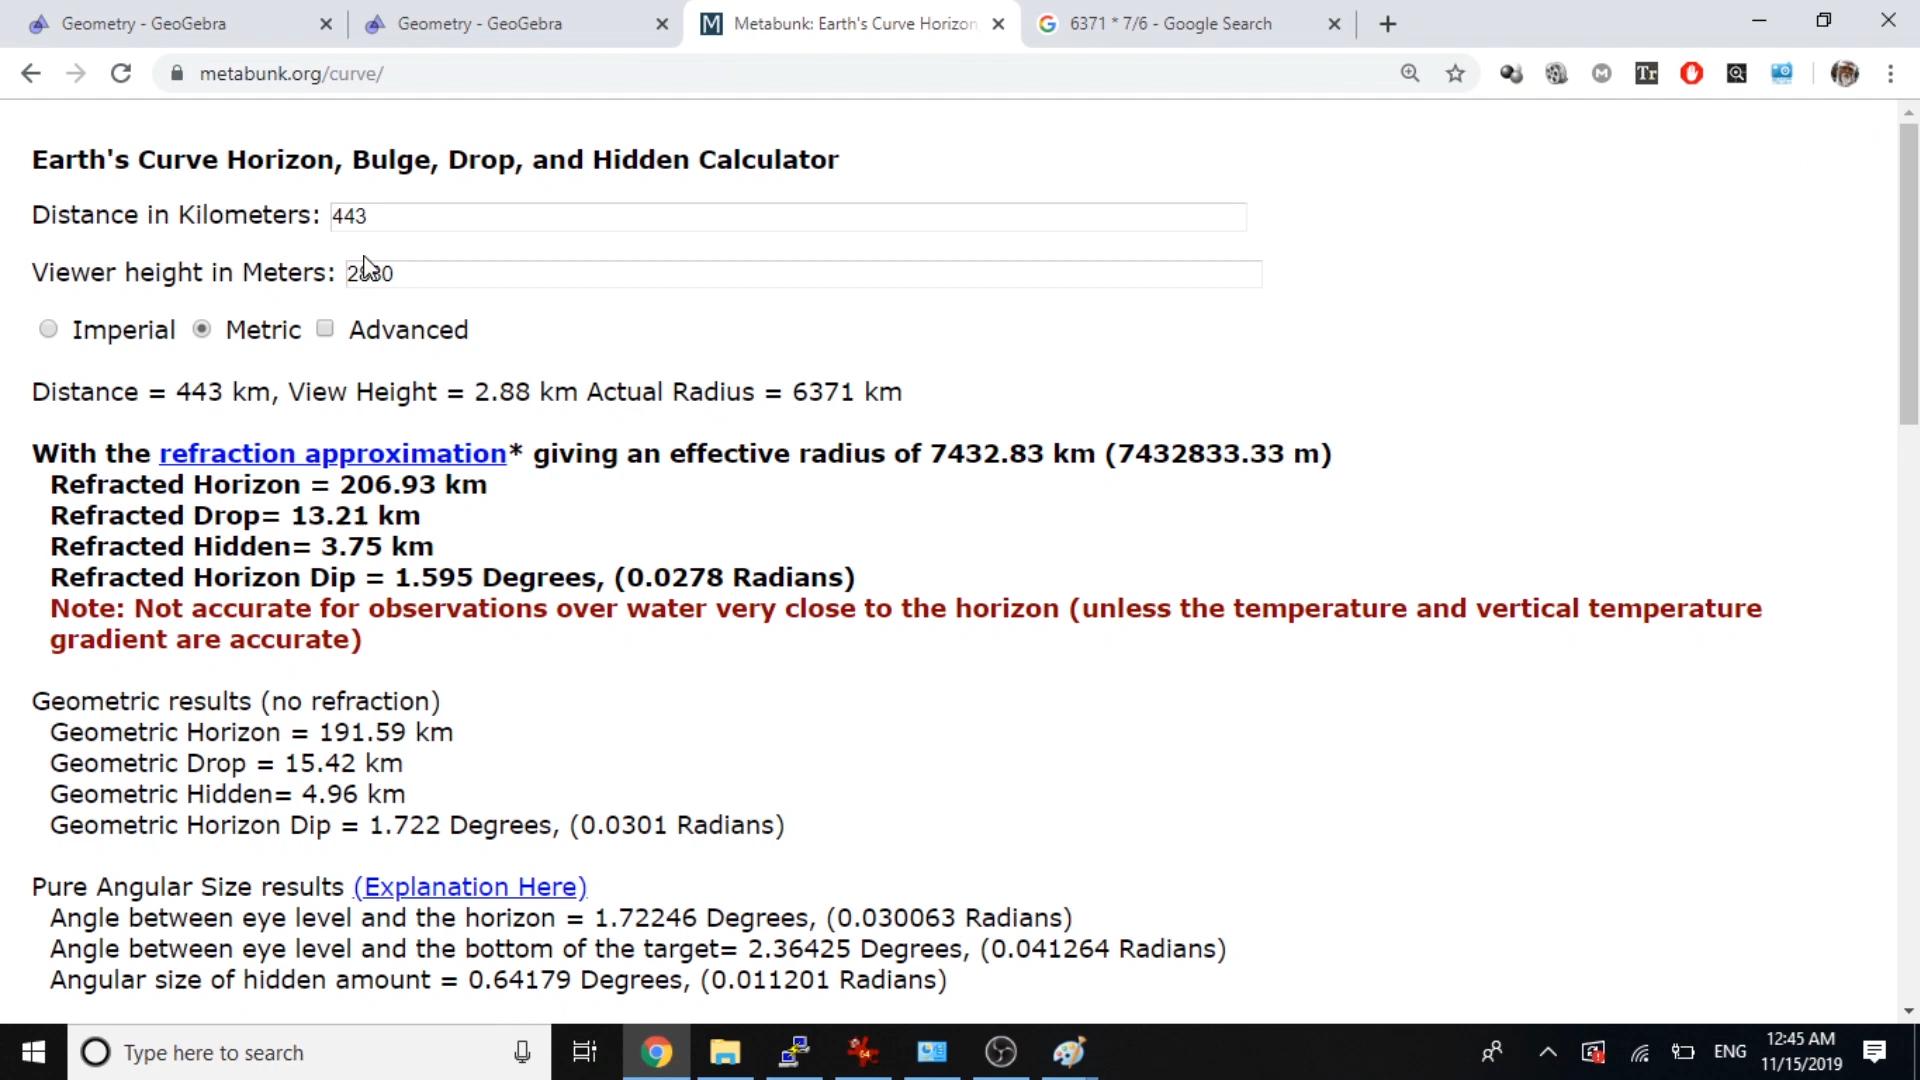 Geometry - GeoGebra
Geometry - GeoGebra
M Metabunk: Earth's Curve Horizon
6371 * 7/6 - Google Search
metabunk.org/curve/
Earth's Curve Horizon, Bulge, Drop, and Hidden Calculator
Distance in Kilometers: 443
Viewer height in Meters: 2880
Imperial Metric Advanced
Distance = 443 km, View Height = 2.88 km Actual Radius = 6371 km
With the refraction approximation* giving an effective radius of 7432.83 km (7432833.33 m)
Refracted Horizon = 206.93 km
Refracted Drop= 13.21 km
Refracted Hidden= 3.75 km
Refracted Horizon Dip = 1.595 Degrees, (0.0278 Radians)
Note: Not accurate for observations over water very close to the horizon (unless the temperature and vertical temperature
gradient are accurate)
Geometric results (no refraction)
Geometric Horizon = 191.59 km
Geometric Drop = 15.42 km
Geometric Hidden= 4.96 km
Geometric Horizon Dip = 1.722 Degrees, (0.0301 Radians)
Pure Angular Size results (Explanation Here)
Angle between eye level and the horizon = 1.72246 Degrees, (0.030063 Radians)
Angle between eye level and the bottom of the target= 2.36425 Degrees, (0.041264 Radians)
Angular size of hidden amount = 0.64179 Degrees, (0.011201 Radians)
Type here to search
64
ENG
12:45 AM
11/15/2019